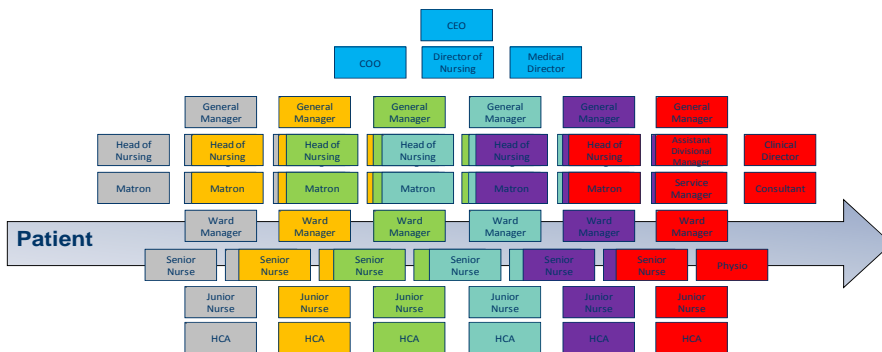 CEO
COO
Director of
Nursing
Medical
Director
General
Manager
General
Manager
General
Manager
General
Manager
General
Manager
General
Manager
Head of
Nursing
Head of
Nursing
Head of
Nursing
Head of
Nursing
Head of
Nursing
Head of
Nursing
Assistant
Divisional
Manager
Clinical
Director
Matron
Matron
Matron
Matron
Matron
Matron
Service
Manager
Consultant
Patient
Ward
Manager
Ward
Manager
Ward
Manager
Ward
Manager
Ward
Manager
Ward
Manager
Senior
Nurse
Senior
Nurse
Senior
Nurse
Senior
Nurse
Senior
Nurse
Senior
Nurse
Physio
Junior
Nurse
Junior
Nurse
Junior
Nurse
Junior
Nurse
Junior
Nurse
Junior
Nurse
HCA
HCA
HCA
HCA
HCA
HCA